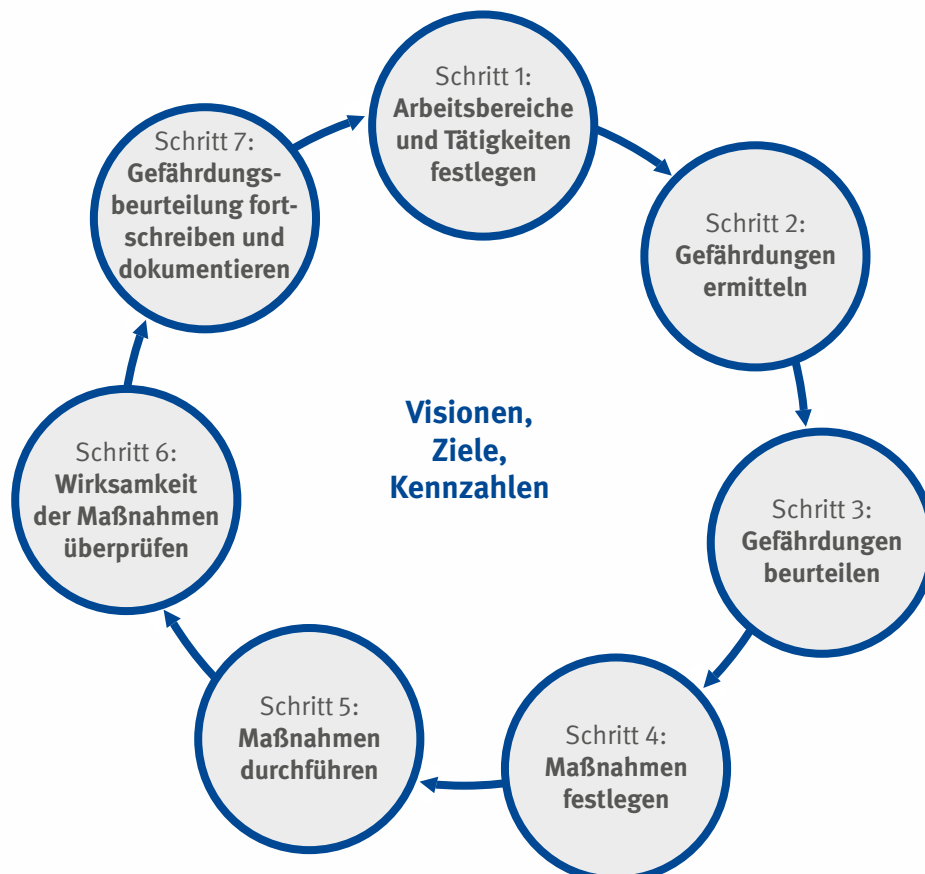 Schritt 1:
Arbeitsbereiche
und Tätigkeiten
festlegen
Schritt 2:
Gefährdungen
ermitteln
Schritt 3:
Gefährdungen
beurteilen
Schritt 4:
Maßnahmen
festlegen
Schritt 5:
Maßnahmen
durchführen
Schritt 6:
Wirksamkeit
der Maßnahmen
überprüfen
Schritt 7:
Gefährdungs-
beurteilung fort-
schreiben und
dokumentieren
Visionen,
Ziele,
Kennzahlen